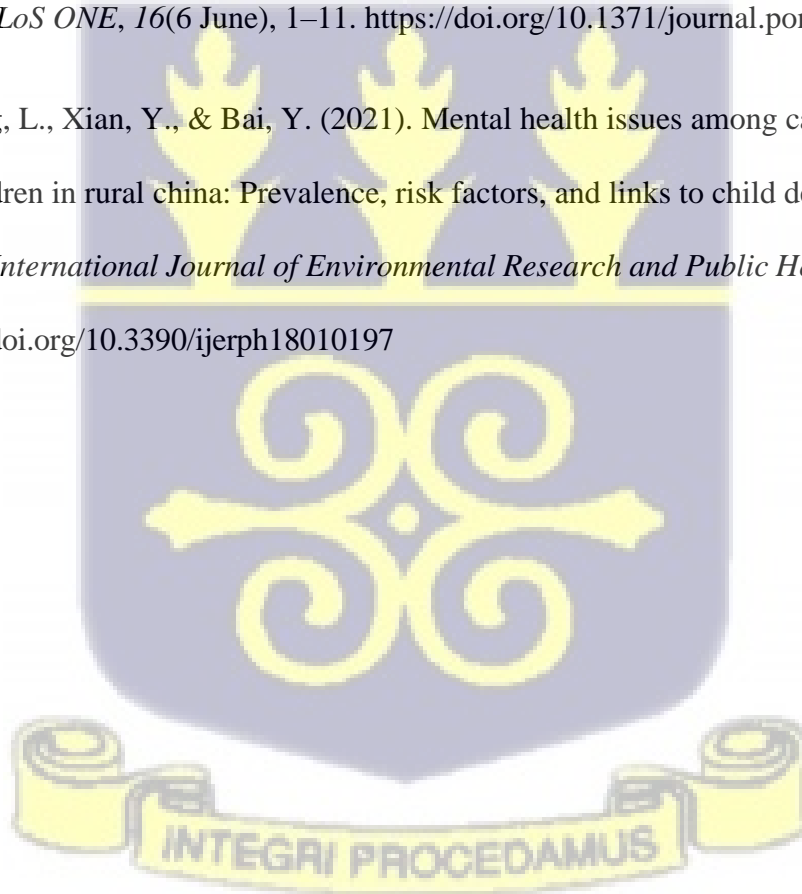 LoS ONE, 16(6 June), 1–11. https://doi.org/10.1371/journal.por
, L., Xian, Y., & Bai, Y. (2021). Mental health issues among ca
dren in rural china: Prevalence, risk factors, and links to child de
International Journal of Environmental Research and Public He
doi.org/10.3390/ijerph18010197
INTEGRI PROCEDAMUS